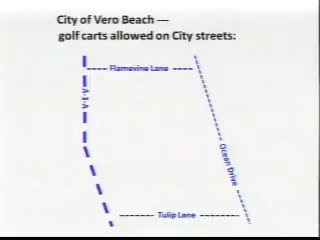 City of Vero Beach —
golf carts allowed on City streets:
Flamevine Lane
A-1-A
Ocean Drive
Tulip Lane